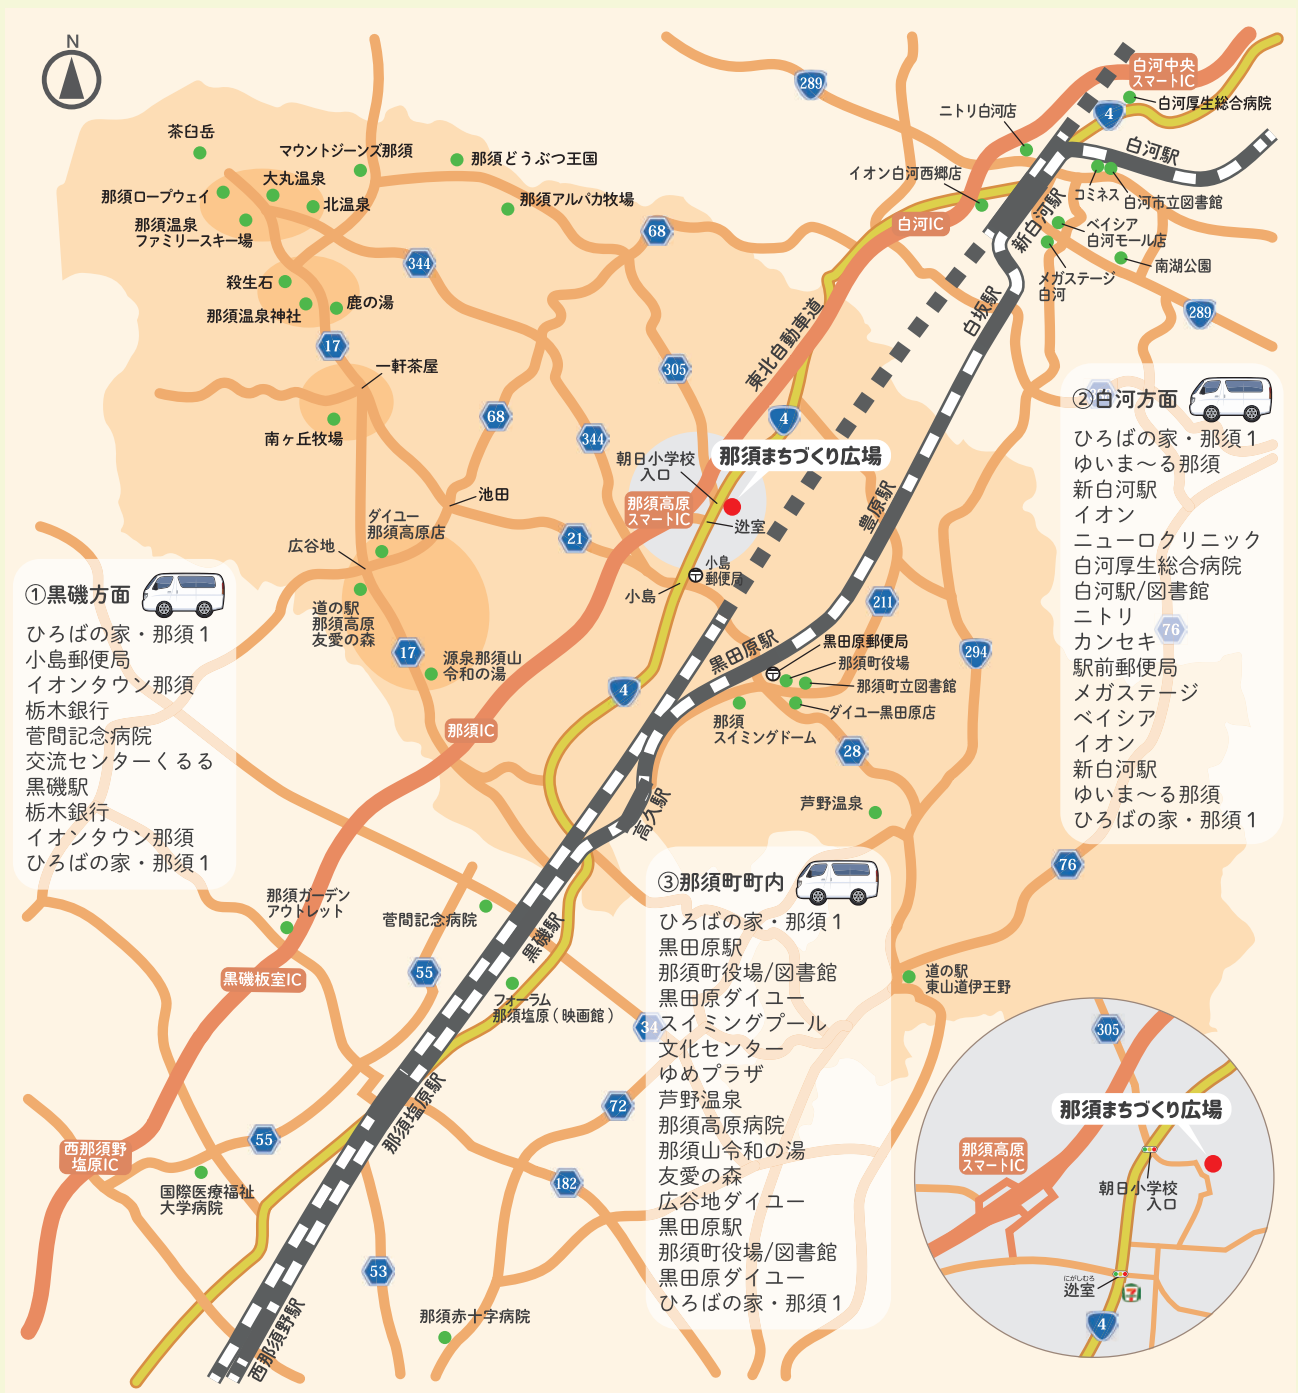 N
289
白河中央
スマートIC
白河厚生総合病院
4
ニトリ白河店
白河駅
茶臼岳
マウントジーンズ那須
那須どうぶつ王国
イオン白河西郷店
大丸温泉
那須ロープウェイ
北温泉
那須アルパカ牧場
コミネス
白河市立図書館
那須温泉
ファミリースキー場
68
白河IC
新白河駅
ベイシア
白河モール店
344
南湖公園
殺生石
メガステージ
白河
鹿の湯
那須温泉神社
白坂駅
289
17
東北自動車道
一軒茶屋
305
68
4
南ヶ丘牧場
344
那須まちづくり広場
朝日小学校
入口
池田
那須高原
スマートIC
豊原駅
ダイユー
那須高原店
逧室
21
広谷地
小島
郵便局
小島
道の駅
那須高原
友愛の森
211
黒田原駅
黒田原郵便局
17
源泉那須山
令和の湯
那須町役場
294
那須町立図書館
4
那須
スイミングドーム
ダイユー黒田原店
那須IC
28
高久駅
芦野温泉
76
①黒磯方面
ひろばの家・那須1
小島郵便局
イオンタウン那須
栃木銀行
菅間記念病院
交流センターくるる
黒磯駅
栃木銀行
イオンタウン那須
ひろばの家・那須1
②白河方面
ひろばの家・那須1
ゆいま〜る那須
新白河駅
イオン
ニューロクリニック
白河厚生総合病院
白河駅/図書館
ニトリ
カンセキ
76
駅前郵便局
メガステージ
ベイシア
イオン
新白河駅
ゆいま〜る那須
ひろばの家・那須1
③那須町町内
ひろばの家・那須1
黒田原駅
那須町役場/図書館
黒田原ダイユー
スイミングプール
文化センター
ゆめプラザ
芦野温泉
那須高原病院
那須山令和の湯
友愛の森
広谷地ダイユー
黒田原駅
那須町役場/図書館
黒田原ダイユー
ひろばの家・那須1
那須ガーデン
アウトレット
菅間記念病院
黒磯駅
黒磯板室IC
55
フォーラム
那須塩原(映画館)
34
道の駅
東山道伊王野
72
那須塩原駅
55
西那須野
塩原IC
国際医療福祉
大学病院
182
53
西那須野駅
那須赤十字病院
305
那須まちづくり広場
那須高原
スマートIC
朝日小学校
入口
にがしむろ
逧室
7
4